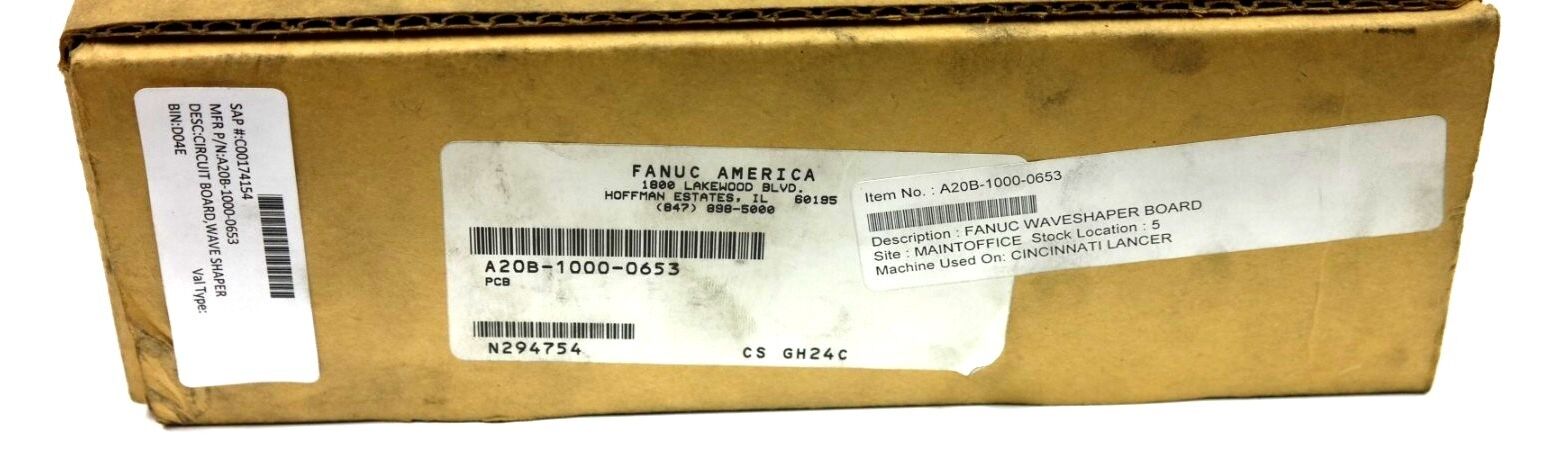 SAP #:C00174154
MFR P/N:A20B-1000-0653
DESC:CIRCUIT BOARD,WAVE SHAPER
BIN:D04E Val Type:
FANUC AMERICA
1800 LAKEWOOD BLVD.
HOFFMAN ESTATES, IL 60195
(847) 898-5000
A20B-1000-0653
PCB
N294754
CS GH24C
Item No. : A20B-1000-0653
Description : FANUC WAVESHAPER BOARD
Site : MAINTOFFICE Stock Location : 5
Machine Used On: CINCINNATI LANCER